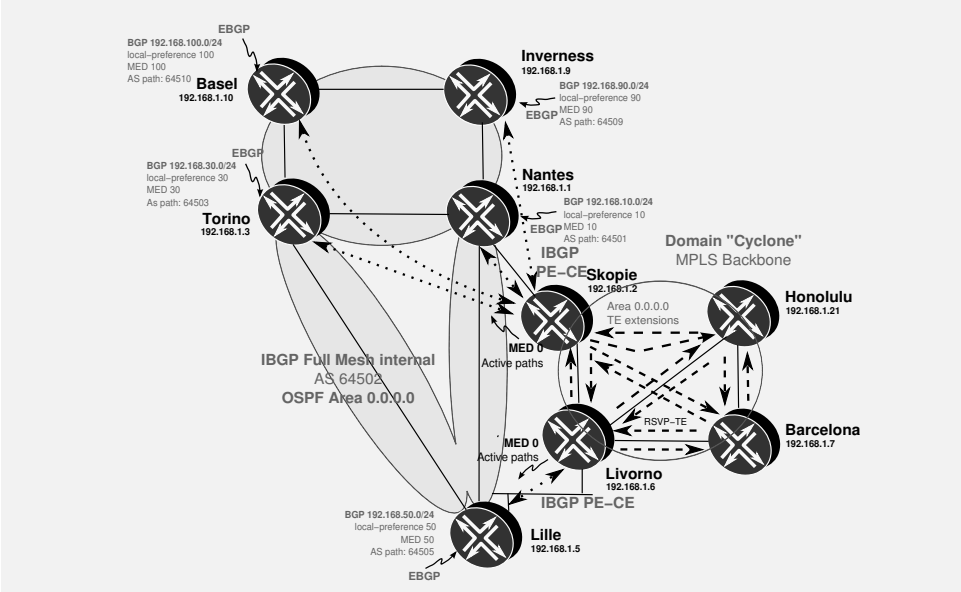 EBGP
BGP 192.168.100.0/24
local-preference 100
MED 100
AS path: 64510
Basel
192.168.1.10
Inverness
192.168.1.9
BGP 192.168.90.0/24
local-preference 90
EBGP MED 90
AS path: 64509
EBGP
BGP 192.168.30.0/24
local-preference 30
MED 30
As path: 64503
Torino
192.168.1.3
Nantes
192.168.1.1
BGP 192.168.10.0/24
local-preference 10
EBGP MED 10
AS path: 64501
IBGP
PE-CE
Domain "Cyclone"
MPLS Backbone
Skopie
192.168.1.2
Area 0.0.0.0
TE extensions
Honolulu
192.168.1.21
MED 0
Active paths
IBGP Full Mesh internal
AS 64502
OSPF Area 0.0.0.0
RSVP-TE
Barcelona
192.168.1.7
MED 0
Active paths
Livorno
192.168.1.6
IBGP PE-CE
BGP 192.168.50.0/24
local-preference 50
MED 50
AS path: 64505
EBGP
Lille
192.168.1.5